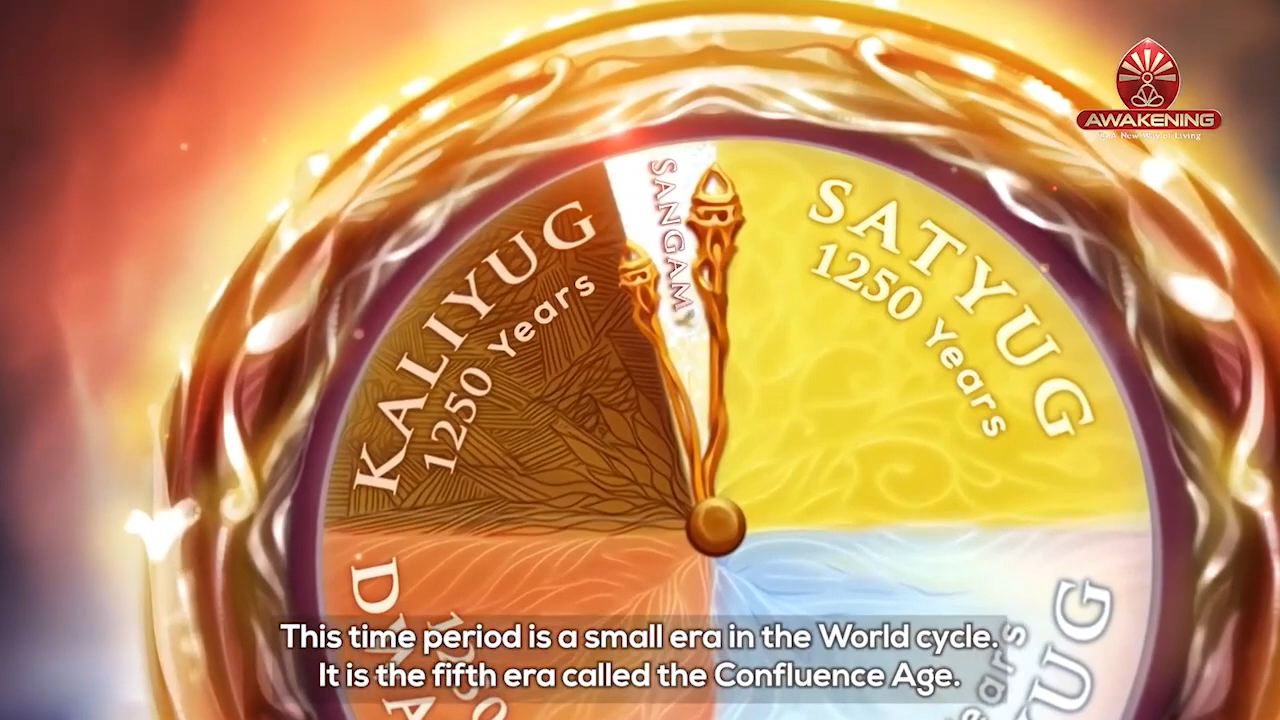 AWAKENING
SANGAM
SATYUG
1250 Years
KALIYUG
1250 Years
This time period is a small era in the World cycle.
It is the fifth era called the Confluence Age.